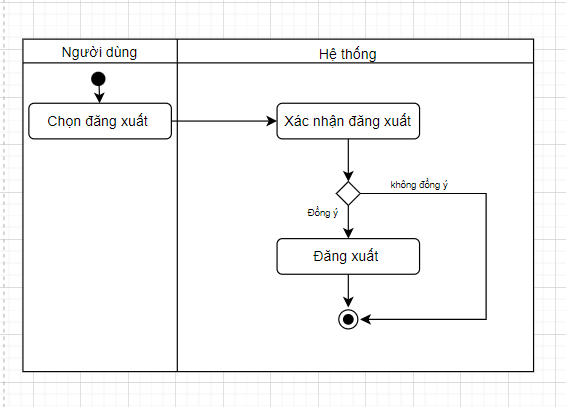 Người dùng
Hệ thống
Chọn đăng xuất
Xác nhận đăng xuất
không đồng ý
Đồng ý
Đăng xuất